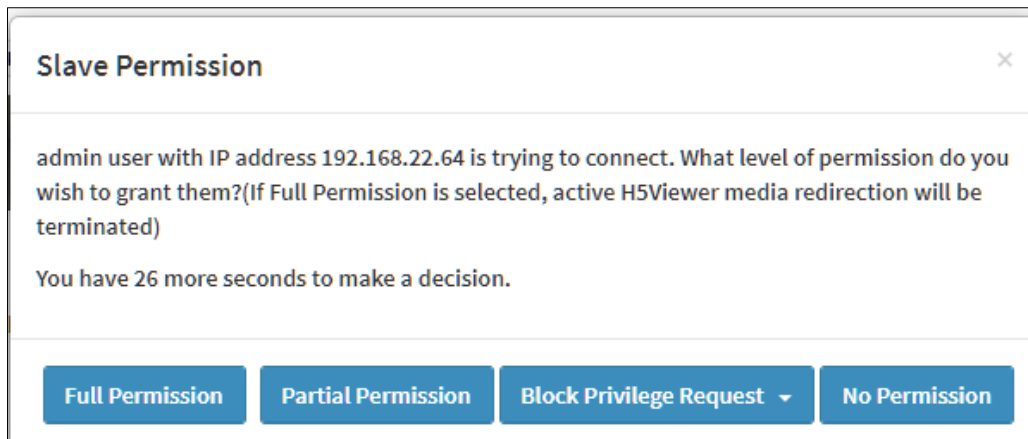 Slave Permission
×
admin user with IP address 192.168.22.64 is trying to connect. What level of permission do you
wish to grant them?(If Full Permission is selected, active H5Viewer media redirection will be
terminated)
You have 26 more seconds to make a decision.
Full Permission Partial Permission Block Privilege Request No Permission